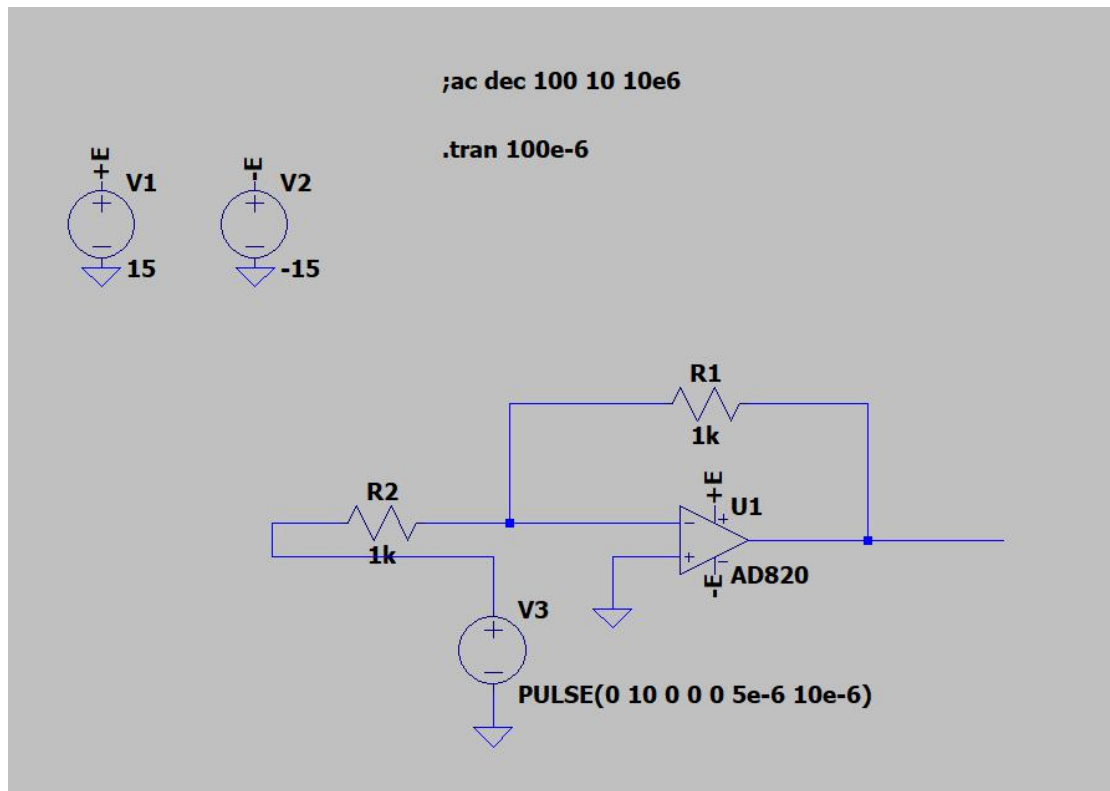 ;ac dec 100 10 10e6
.tran 100e-6
+E
V1
15
-E
V2
-15
R1
1k
R2
1k
+E
U1
-E
AD820
V3
PULSE(0 10 0 0 0 5e-6 10e-6)